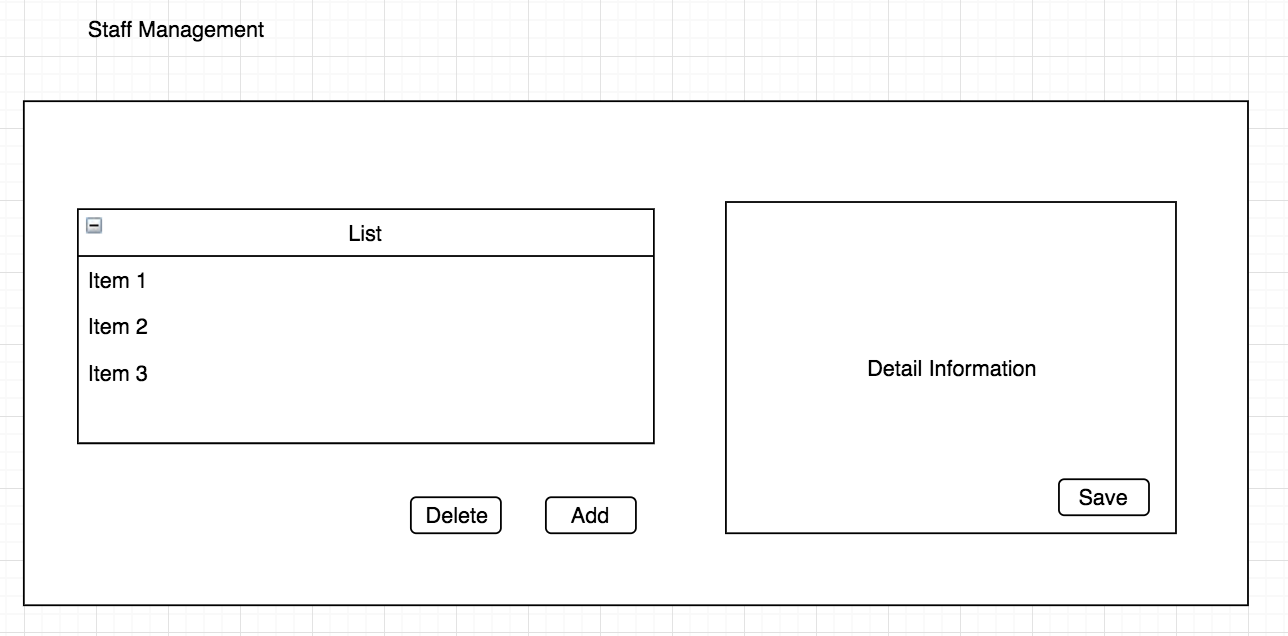 Staff Management
List
Item 1
Item 2
Item 3
Detail Information
Delete
Add
Save